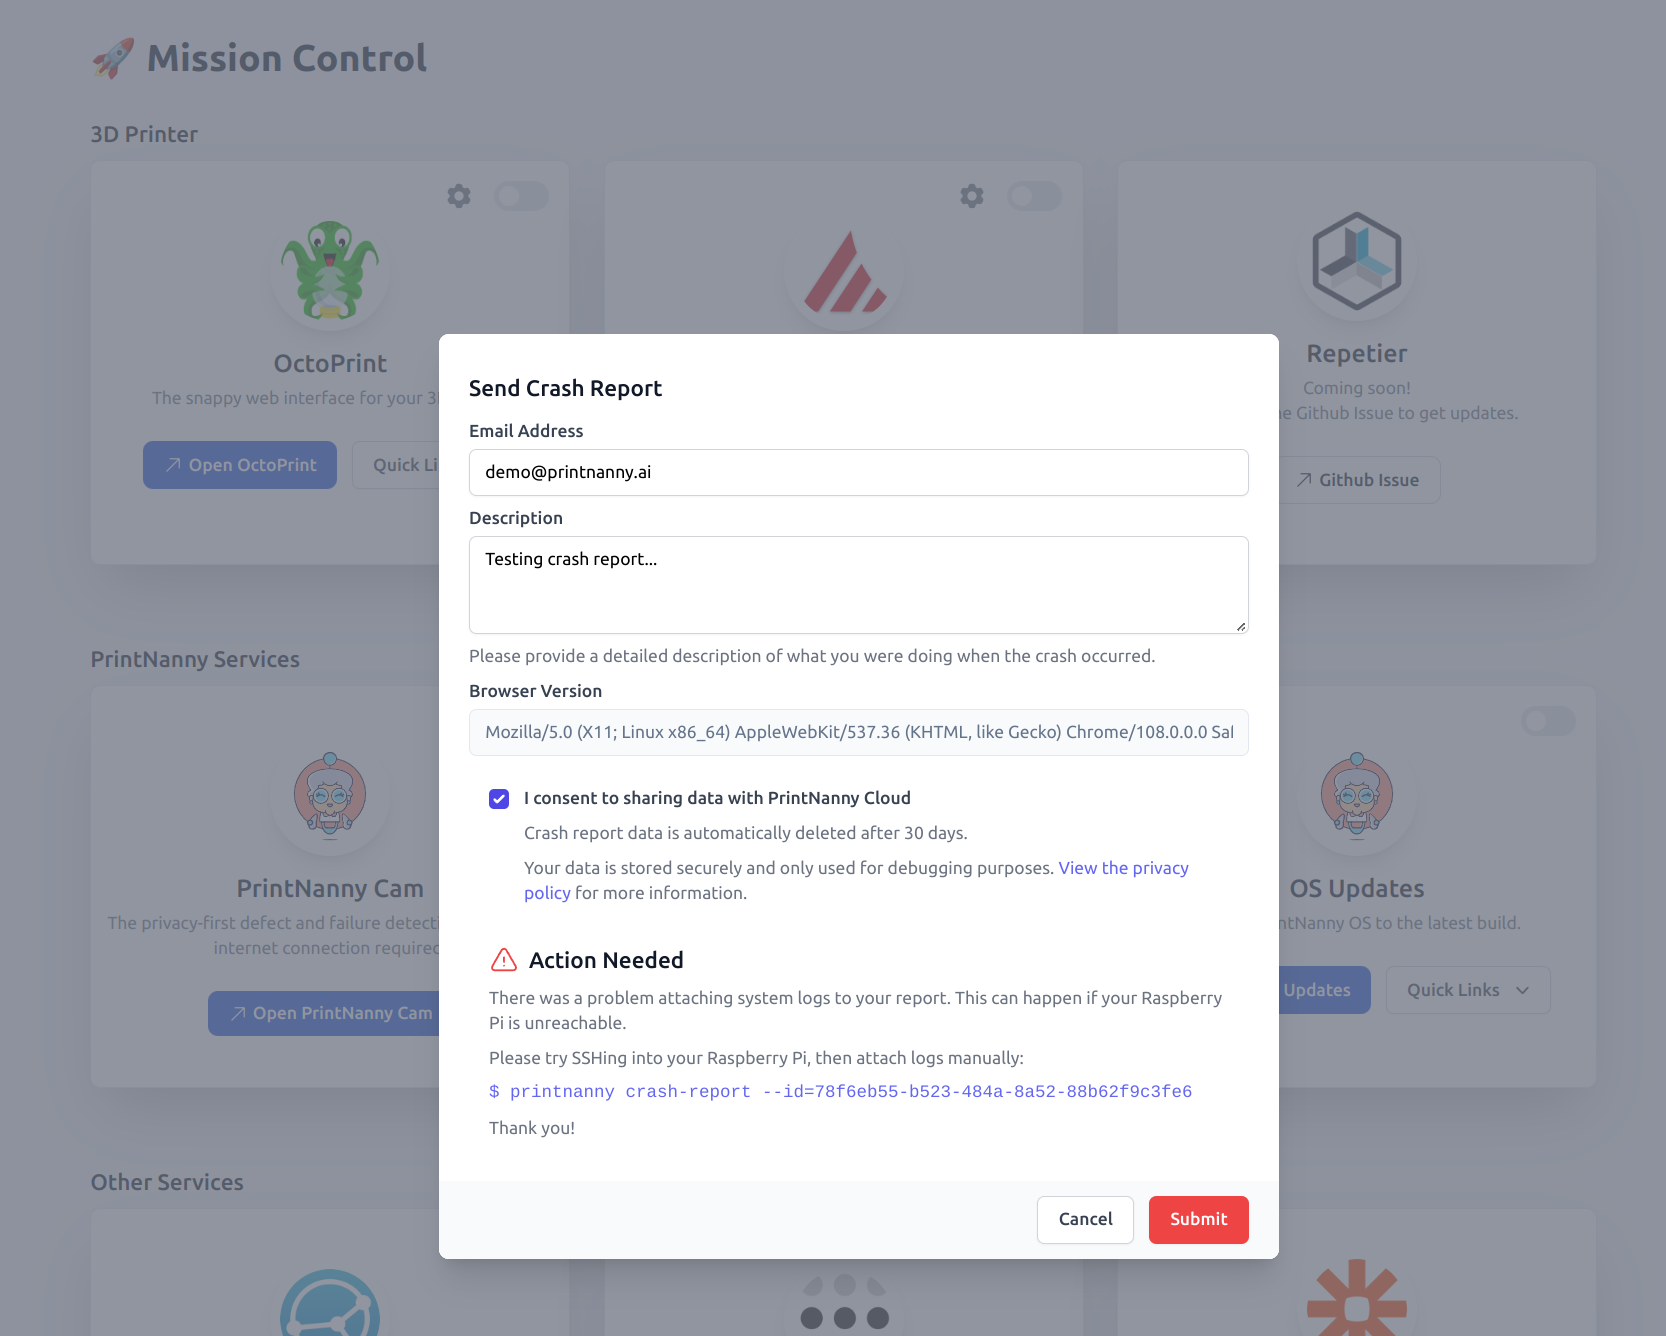 Mission Control
3D Printer
OctoPrint
The snappy web interface for your 3
Open OctoPrint
Quick Li
Repetier
Coming soon!
e Github Issue to get updates.
Github Issue
Send Crash Report
Email Address
demo@printnanny.ai
Description
Testing crash report...
Please provide a detailed description of what you were doing when the crash occurred.
Browser Version
Mozilla/5.0 (X11; Linux x86_64) AppleWebKit/537.36 (KHTML, like Gecko) Chrome/108.0.0.0 Saf
I consent to sharing data with PrintNanny Cloud
Crash report data is automatically deleted after 30 days.
Your data is stored securely and only used for debugging purposes. View the privacy
policy for more information.
Action Needed
There was a problem attaching system logs to your report. This can happen if your Raspberry
Pi is unreachable.
Please try SSHing into your Raspberry Pi, then attach logs manually:
$ printnanny crash-report --id=78f6eb55-b523-484a-8a52-88b62f9c3fe6
Thank you!
Cancel
Submit
PrintNanny Services
PrintNanny Cam
The privacy-first defect and failure detecti
internet connection required
Open PrintNanny Cam
OS Updates
ntNanny OS to the latest build.
Updates
Quick Links
Other Services